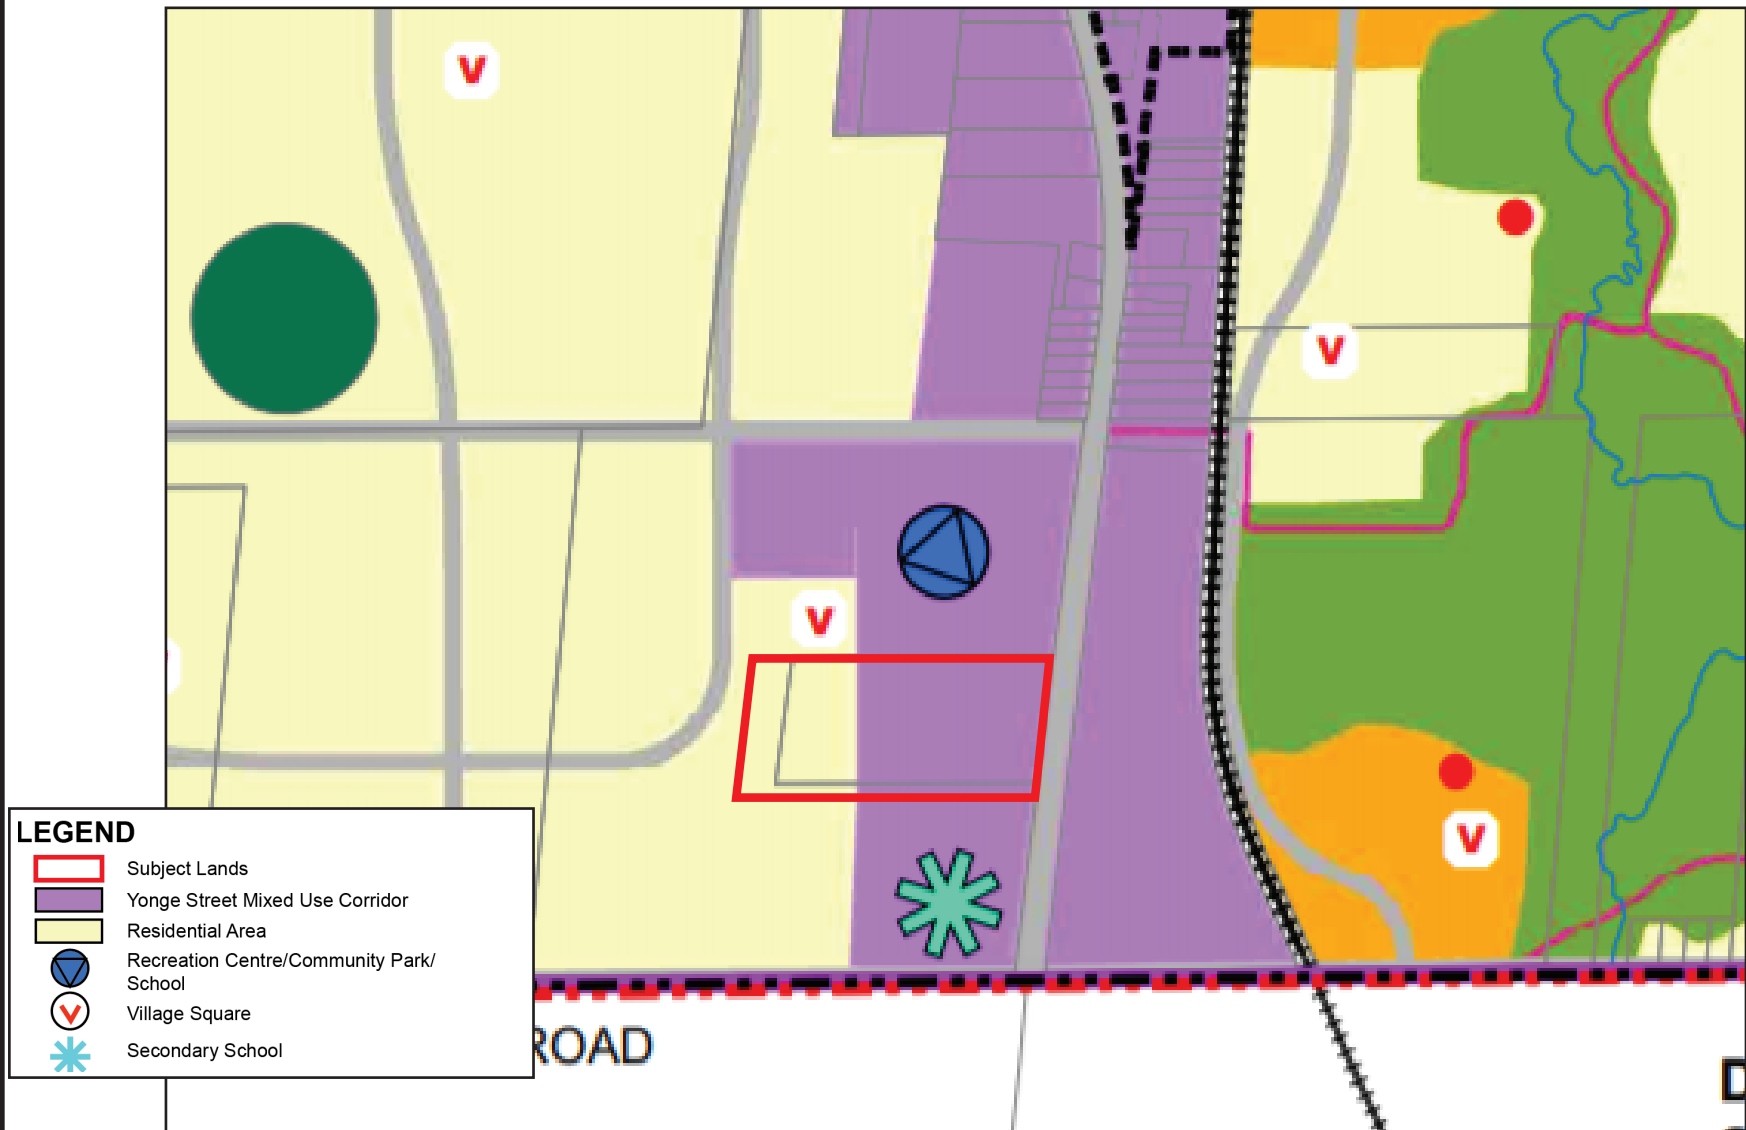 V
V
V
V
LEGEND
Subject Lands
Yonge Street Mixed Use Corridor
Residential Area
Recreation Centre/Community Park/
School
V
Village Square
Secondary School
ROAD
D